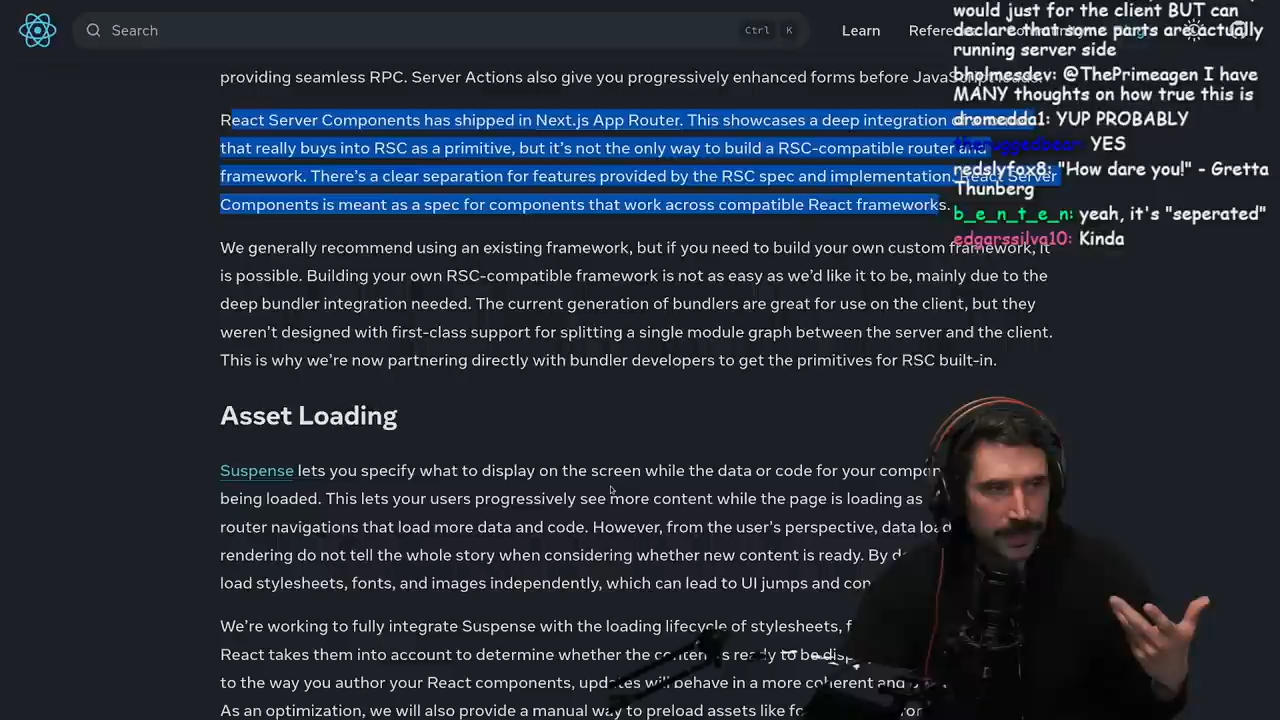 Search
Ctrl K
Learn
providing seamless RPC. Server Actions also give you progressively enhanced forms before
React Server Components has shipped in Next.js App Router. This showcases a deep integration
that really buys into RSC as a primitive, but it's not the only way to build a RSC-compatible router and
framework. There's a clear separation for features provided by the RSC spec and implementation. React Server
Components is meant as a spec for components that work across compatible React frameworks.
We generally recommend using an existing framework, but if you need to build your own custom framework, it
is possible. Building your own RSC-compatible framework is not as easy as we'd like it to be, mainly due to the
deep bundler integration needed. The current generation of bundlers are great for use on the client, but they
weren't designed with first-class support for splitting a single module graph between the server and the client.
This is why we're now partnering directly with bundler developers to get the primitives for RSC built-in.
Asset Loading
Suspense lets you specify what to display on the screen while the data or code for your
being loaded. This lets your users progressively see more content while the page is loading as
router navigations that load more data and code. However, from the user's perspective, data
rendering do not tell the whole story when considering whether new content is ready. By
load stylesheets, fonts, and images independently, which can lead to UI jumps and
We're working to fully integrate Suspense with the loading lifecycle of stylesheets,
React takes them into account to determine whether the content is ready to be
to the way you author your React components, updates will behave in a more coherent and
As an optimization, we will also provide a manual way to preload assets like
would just for the client BUT can
declare that some parts are actually
running server side
bholmesdev: @ThePrimeagen I have
MANY thoughts on how true this is
dromedda1: YUP PROBABLY
YES
nedslyfox8: "How dare you!" - Gretta
Thunberg
b_e_n_t_e_n: yeah, it's "seperated"
edgarssilva10: Kinda